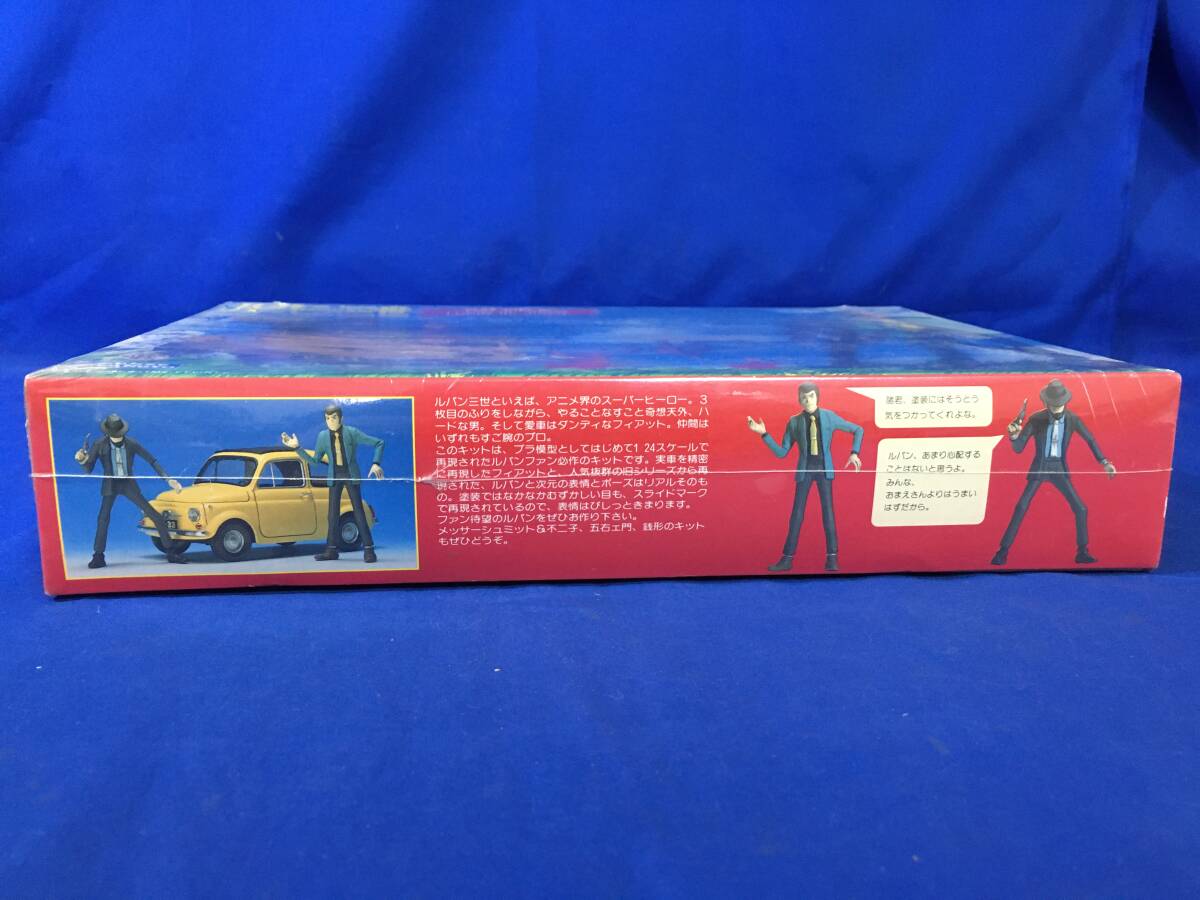 ルパン三世といえば、アニメ界のスーパーヒーロー。3
枚目のふりをしながら、やることなすこと奇想天外、ハ
ードな男。そして愛車はダンディなフィアット。仲間は
いずれもすご腕のプロ。
このキットは、プラ模型としてはじめて1 24スケールで
再現されたルパンファン必作のキットです。実車を精密
に再現したフィアットと、人気抜群の旧シリーズから再
現された、ルパンと次元の表情とポーズはリアルそのも
の。塗装ではなかなかむずかしい目も、スライドマーク
で再現されているので、表情はぴしっときまります。
ファン待望のルパンをぜひお作り下さい。
メッサーシュミット&不二子、五右ェ門、銭形のキット
もぜひどうぞ。
諸君、塗装にはそうとう
気をつかってくれよな。
ルパン、あまり心配する
ことはないと思うよ。
みんな、
おまえさんよりはうまい
はずだから。
33